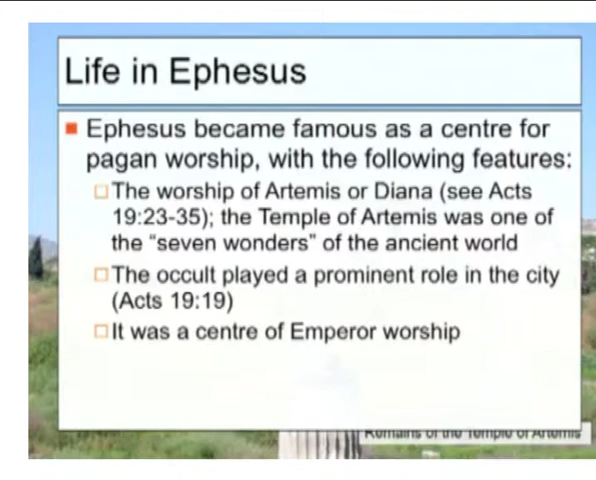 Life in Ephesus
Ephesus became famous as a centre for
pagan worship, with the following features:
The worship of Artemis or Diana (see Acts
19:23-35); the Temple of Artemis was one of
the “seven wonders” of the ancient world
The occult played a prominent role in the city
(Acts 19:19)
It was a centre of Emperor worship
Remains of the Temple of Artemis